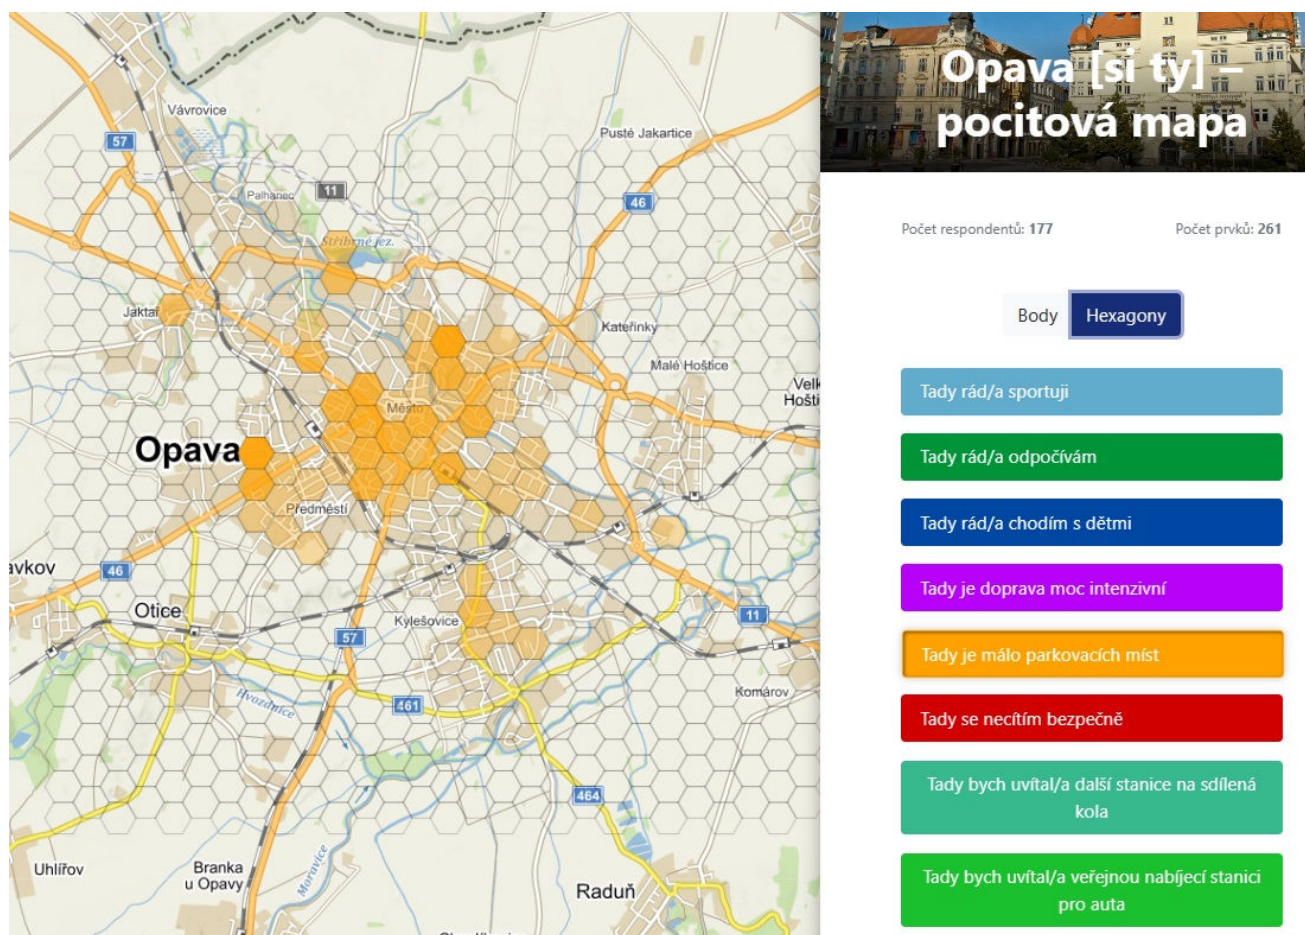 Opava [si ty] –
pocitová mapa
Počet respondentů: 177
Počet prvků: 261
Body
Hexagony
Tady rád/a sportuji
Tady rád/a odpočívám
Tady rád/a chodím s dětmi
Tady je doprava moc intenzivní
Tady je málo parkovacích míst
Tady se necítím bezpečně
Tady bych uvítal/a další stanice na sdílená
kola
Tady bych uvítal/a veřejnou nabíjecí stanici
pro auta
Vávrovice
57
Pusté Jakartice
Palhanec
11
46
Stříbrné jez.
Jaktař
Kateřinky
Malé Hoštice
Město
Opava
Předměstí
avkov
46
Otice
57
Kylešovice
11
Komárov
461
Hvozdnice
464
Uhlířov
Branka
u Opavy
Moravice
Raduň